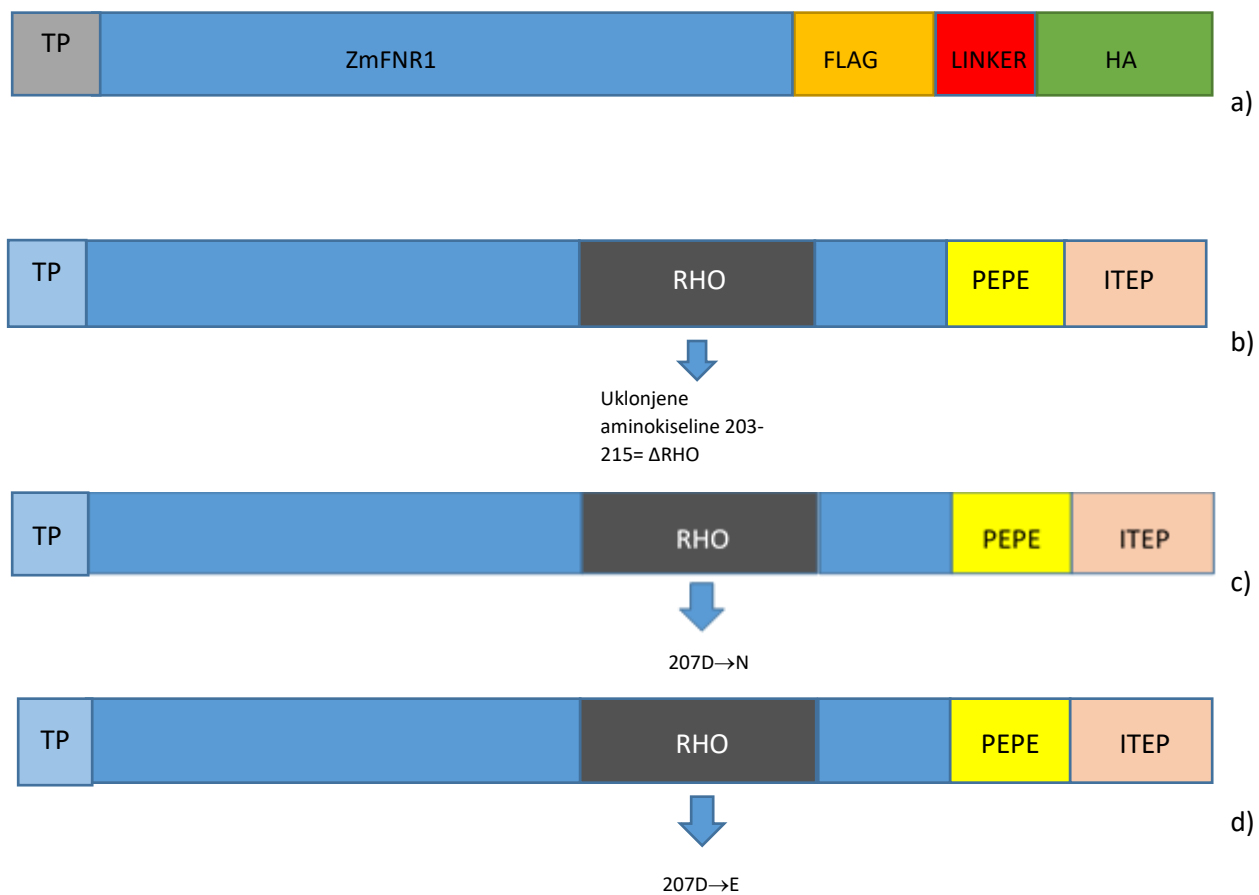 TP ZmFNR1 FLAG LINKER HA
a)
TP RHO PEPE ITEP
b)
Uklonjene
aminokiseline 203-
215= ΔRHO
TP RHO PEPE ITEP
c)
207D→N
TP RHO PEPE ITEP
d)
207D→E